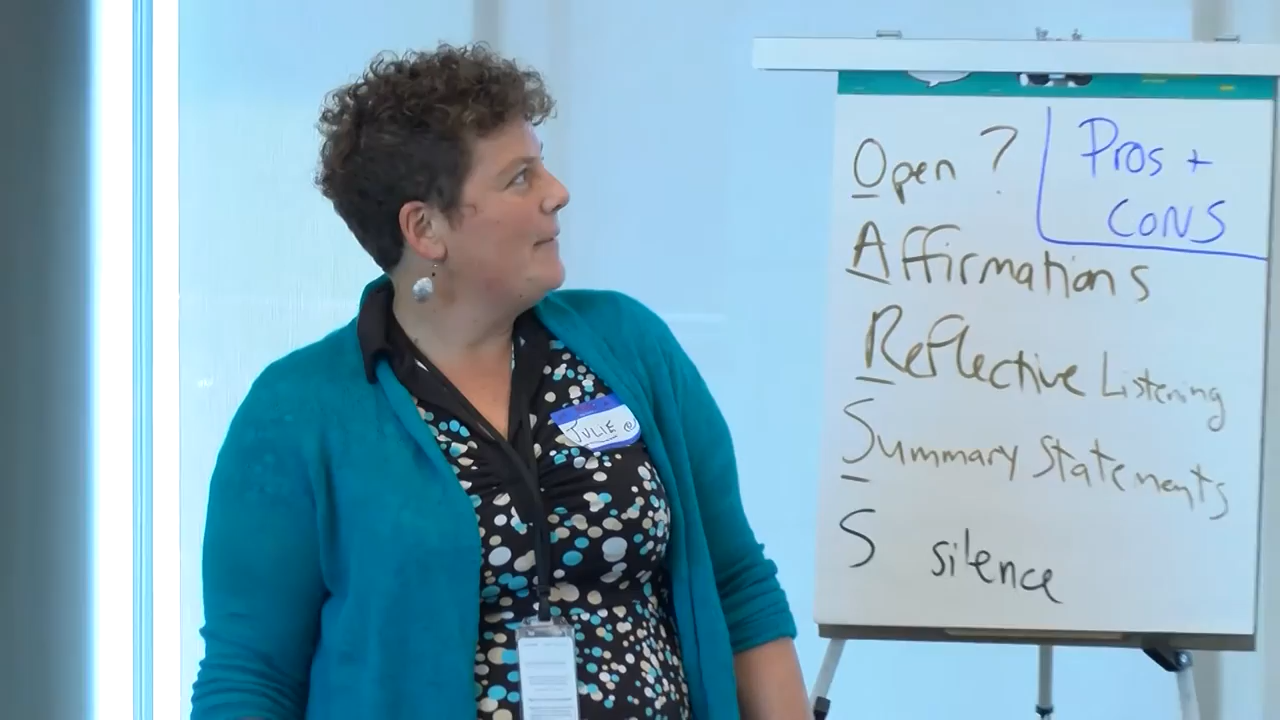 Open ?
Pros +
CONS
Affirmations
Reflective Listening
Summary Statements
S silence
JULIE